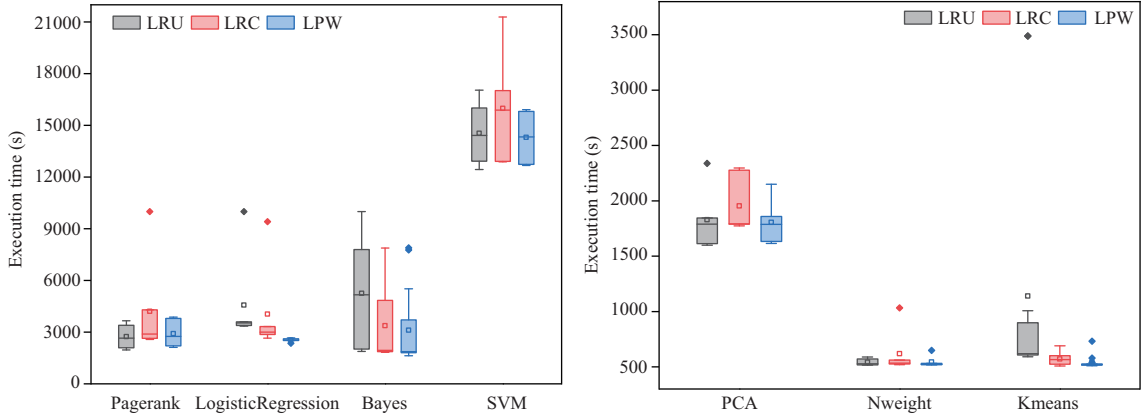 LRU LRC LPW
Execution time (s)
21000
18000
15000
12000
9000
6000
3000
0
Pagerank LogisticRegression Bayes SVM
LRU LRC LPW
Execution time (s)
3500
3000
2500
2000
1500
1000
500
PCA Nweight Kmeans